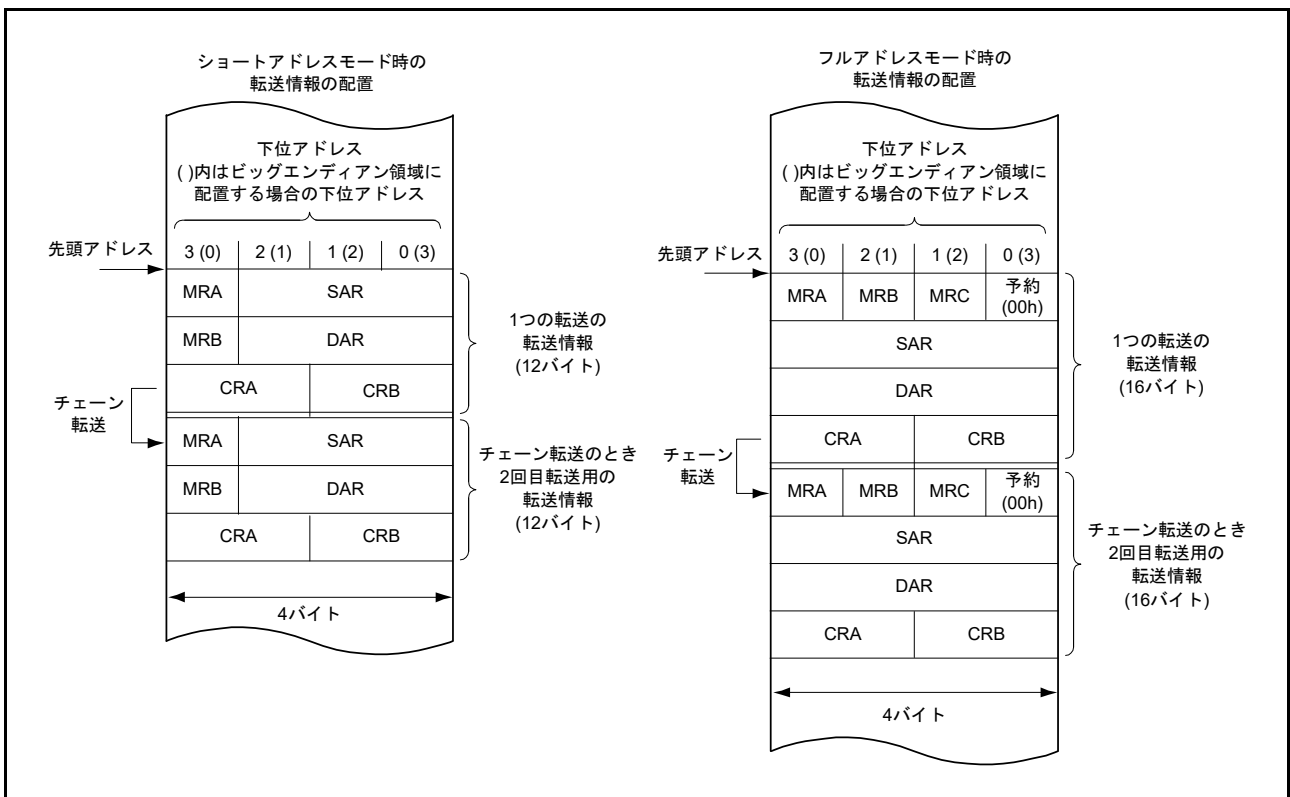 ショートアドレスモード時の
転送情報の配置
下位アドレス
( )内はビッグエンディアン領域に
配置する場合の下位アドレス
先頭アドレス
3 (0) 2 (1) 1 (2) 0 (3)
MRA SAR
MRB DAR
CRA CRB
1つの転送の
転送情報
(12バイト)
チェーン
転送
MRA SAR
MRB DAR
CRA CRB
チェーン転送のとき
2回目転送用の
転送情報
(12バイト)
4バイト
フルアドレスモード時の
転送情報の配置
下位アドレス
( )内はビッグエンディアン領域に
配置する場合の下位アドレス
先頭アドレス
3 (0) 2 (1) 1 (2) 0 (3)
MRA MRB MRC 予約
(00h)
SAR
DAR
CRA CRB
1つの転送の
転送情報
(16バイト)
チェーン
転送
MRA MRB MRC 予約
(00h)
SAR
DAR
CRA CRB
チェーン転送のとき
2回目転送用の
転送情報
(16バイト)
4バイト